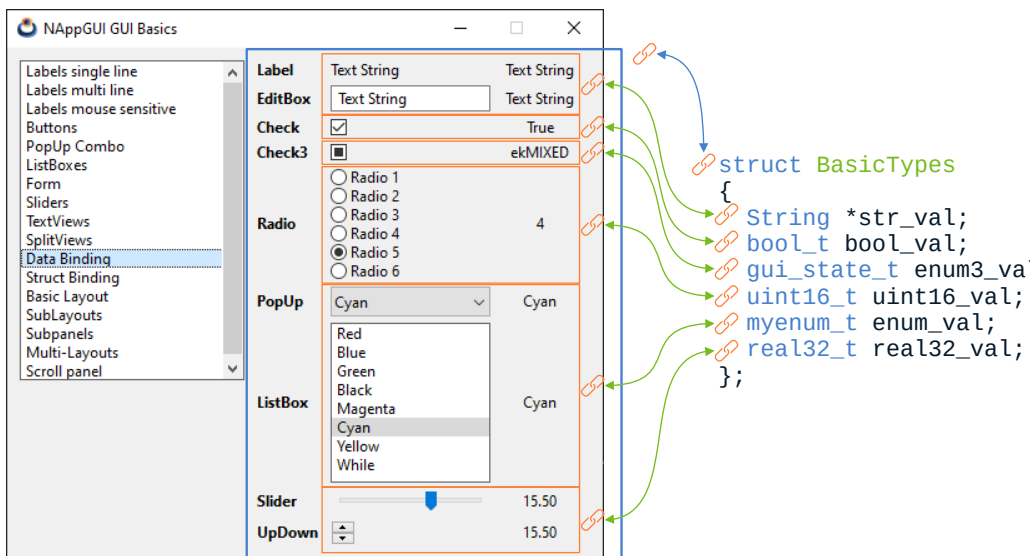 NAppGUI GUI Basics
Labels single line
Labels multi line
Labels mouse sensitive
Buttons
PopUp Combo
ListBoxes
Form
Sliders
TextViews
SplitViews
Data Binding
Struct Binding
Basic Layout
SubLayouts
Subpanels
Multi-Layouts
Scroll panel
Label Text String Text String
EditBox Text String Text String
Check True
Check3 ekMIXED
Radio 1
Radio 2
Radio 3
Radio 4
Radio 5
Radio 6
Radio 4
PopUp Cyan Cyan
Red
Blue
Green
Black
Magenta
Cyan
Yellow
While
ListBox Cyan
Slider 15.50
UpDown 15.50
struct BasicTypes
{
String *str_val;
bool_t bool_val;
gui_state_t enum3_val
uint16_t uint16_val;
myenum_t enum_val;
real32_t real32_val;
};